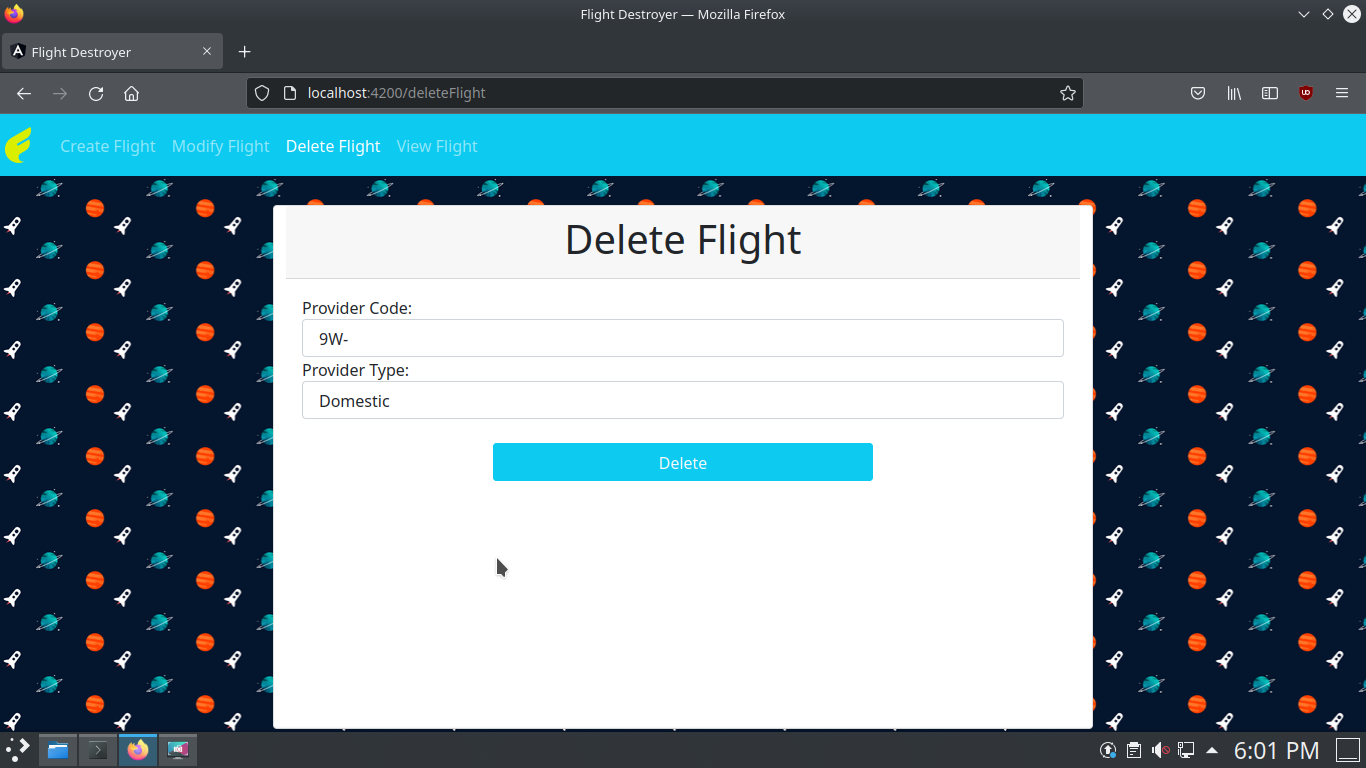 Flight Destroyer — Mozilla Firefox
Flight Destroyer
localhost:4200/deleteFlight
Create Flight Modify Flight Delete Flight View Flight
Delete Flight
Provider Code:
9W-
Provider Type:
Domestic
Delete
6:01 PM